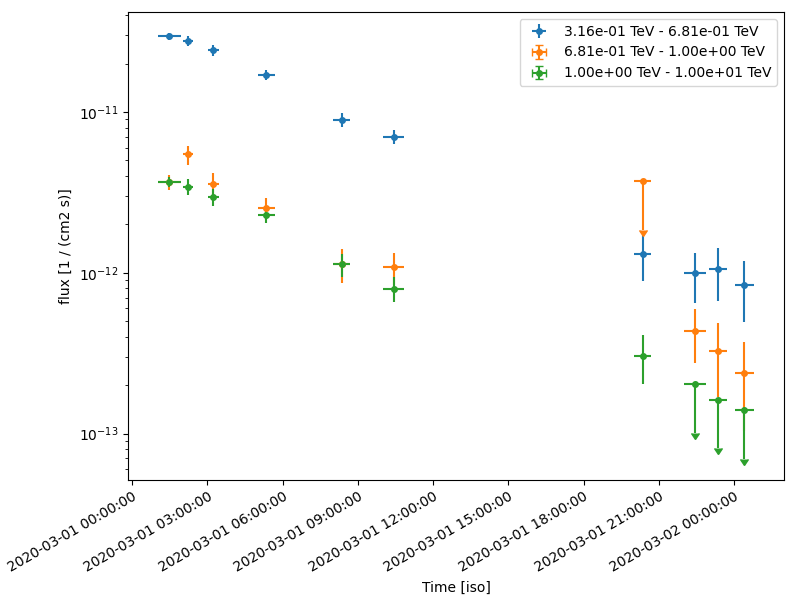 3.16e-01 TeV - 6.81e-01 TeV
6.81e-01 TeV - 1.00e+00 TeV
1.00e+00 TeV - 1.00e+01 TeV
flux [1 / (cm2 s)]
10⁻¹¹
10⁻¹²
10⁻¹³
2020-03-01 00:00:00
2020-03-01 03:00:00
2020-03-01 06:00:00
2020-03-01 09:00:00
2020-03-01 12:00:00
2020-03-01 15:00:00
2020-03-01 18:00:00
2020-03-01 21:00:00
2020-03-02 00:00:00
Time [iso]